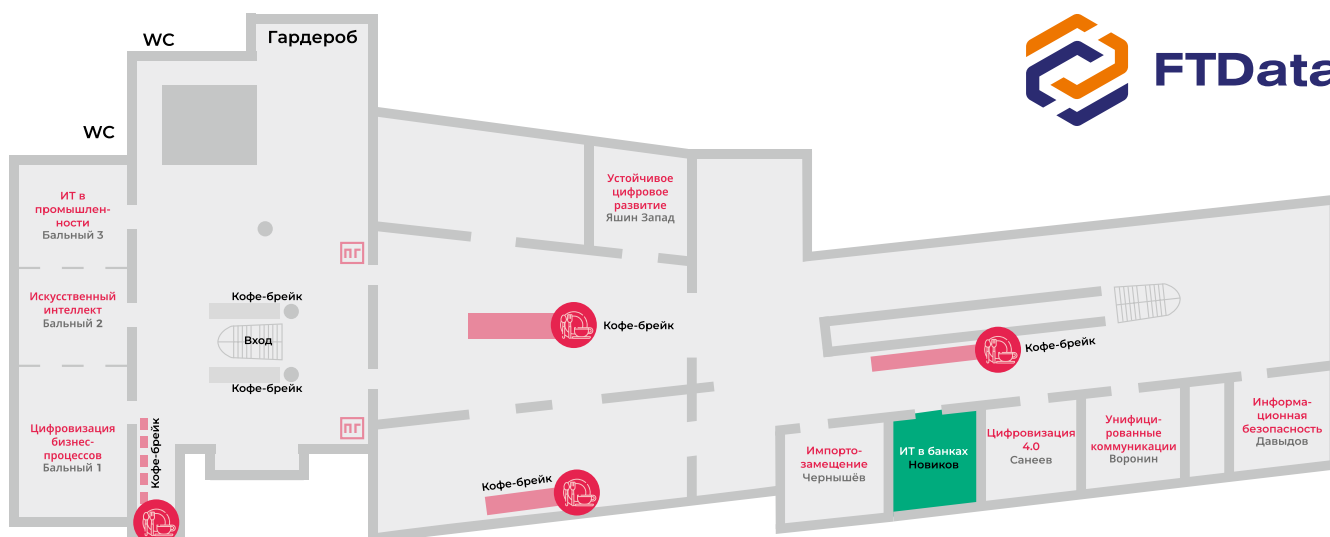 WC
Гардероб
FTData
WC
ИТ в
промышлен-
ности
Бальный 3
Устойчивое
цифровое
развитие
Яшин Запад
ПГ
Искусственный
интеллект
Бальный 2
Кофе-брейк
Вход
Кофе-брейк
Кофе-брейк
Кофе-брейк
Цифровизация
бизнес-
процессов
Бальный 1
Кофе-брейк
ПГ
Кофе-брейк
Импорто-
замещение
Чернышёв
ИТ в банках
Новиков
Цифровизация
4.0
Санеев
Унифици-
рованные
коммуникации
Воронин
Информа-
ционная
безопасность
Давыдов